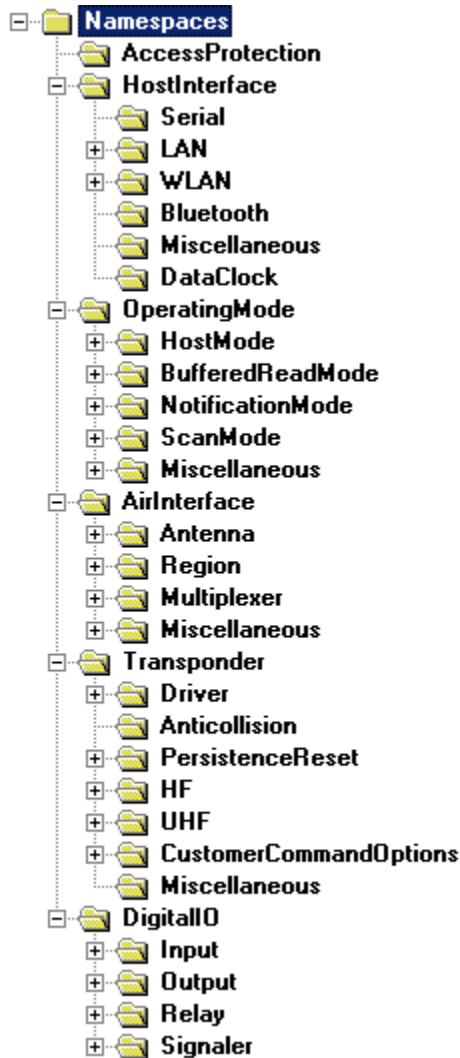 Namespaces
AccessProtection
HostInterface
Serial
LAN
WLAN
Bluetooth
Miscellaneous
DataClock
OperatingMode
HostMode
BufferedReadMode
NotificationMode
ScanMode
Miscellaneous
AirInterface
Antenna
Region
Multiplexer
Miscellaneous
Transponder
Driver
Anticollision
PersistenceReset
HF
UHF
CustomerCommandOptions
Miscellaneous
DigitalIO
Input
Output
Relay
Signaler